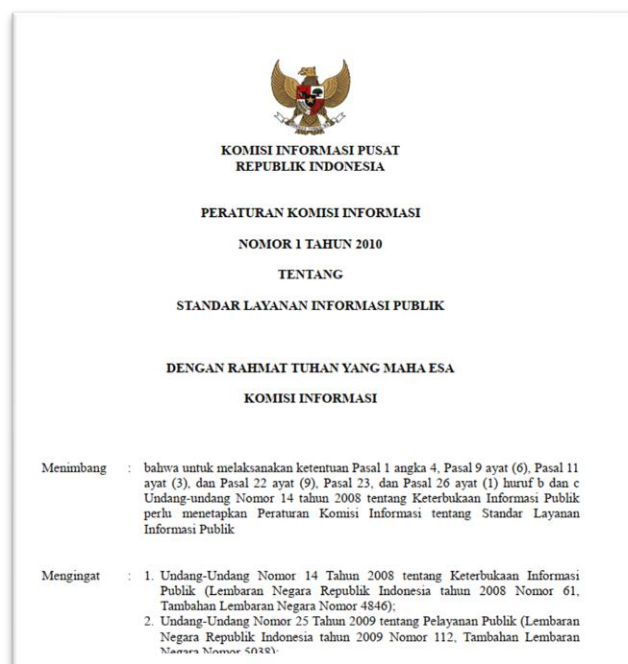 KOMISI INFORMASI PUSAT
REPUBLIK INDONESIA
PERATURAN KOMISI INFORMASI
NOMOR 1 TAHUN 2010
TENTANG
STANDAR LAYANAN INFORMASI PUBLIK
DENGAN RAHMAT TUHAN YANG MAHA ESA
KOMISI INFORMASI
Menimbang : bahwa untuk melaksanakan ketentuan Pasal 1 angka 4, Pasal 9 ayat (6), Pasal 11
ayat (3), dan Pasal 22 ayat (9), Pasal 23, dan Pasal 26 ayat (1) huruf b dan c
Undang-undang Nomor 14 tahun 2008 tentang Keterbukaan Informasi Publik
perlu menetapkan Peraturan Komisi Informasi tentang Standar Layanan
Informasi Publik
Mengingat : 1. Undang-Undang Nomor 14 Tahun 2008 tentang Keterbukaan Informasi
Publik (Lembaran Negara Republik Indonesia tahun 2008 Nomor 61,
Tambahan Lembaran Negara Nomor 4846);
2. Undang-Undang Nomor 25 Tahun 2009 tentang Pelayanan Publik (Lembaran
Negara Republik Indonesia tahun 2009 Nomor 112, Tambahan Lembaran
Negara Nomor 5038);